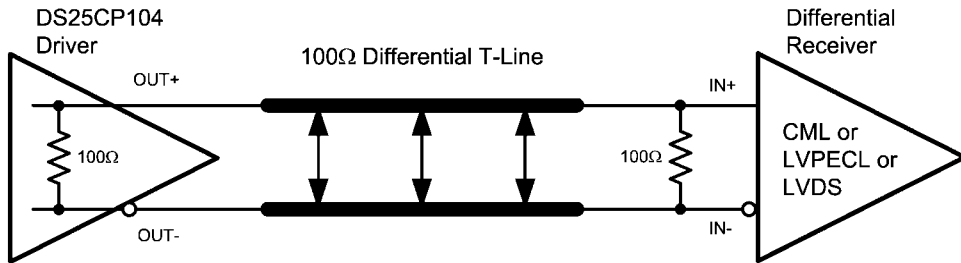 DS25CP104
Driver
OUT+
100Ω
OUT-
100Ω Differential T-Line
Differential
Receiver
IN+
100Ω
IN-
CML or
LVPECL or
LVDS